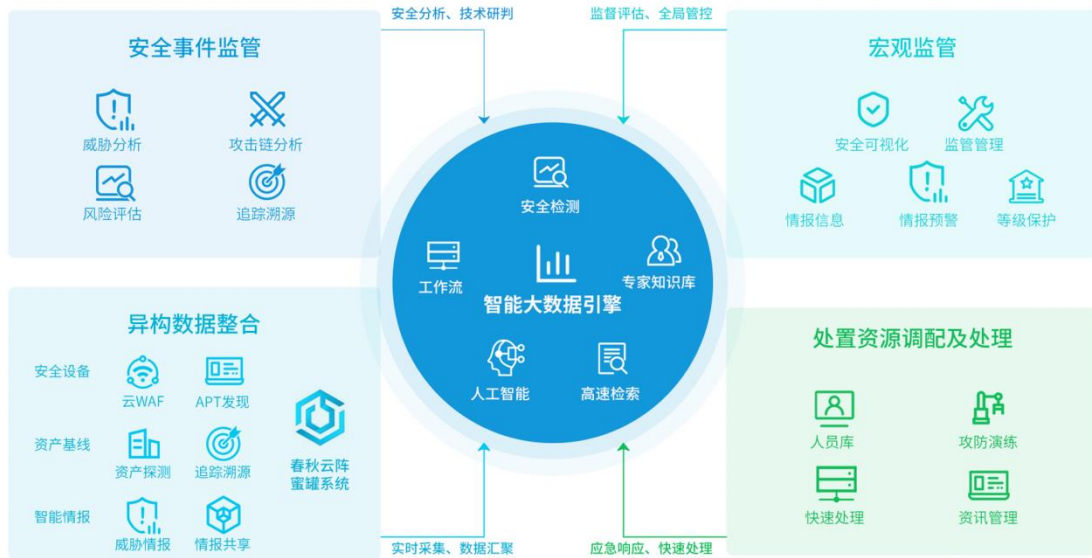 安全分析、技术研判
监督评估、全局管控
安全事件监管
威胁分析
攻击链分析
风险评估
追踪溯源
宏观监管
安全可视化
监管管理
情报信息
情报预警
等级保护
安全检测
工作流
专家知识库
智能大数据引擎
人工智能
高速检索
异构数据整合
安全设备
云WAF
APT发现
资产基线
资产探测
追踪溯源
智能情报
威胁情报
情报共享
春秋云阵
蜜罐系统
处置资源调配及处理
人员库
攻防演练
快速处理
资讯管理
实时采集、数据汇聚
应急响应、快速处理